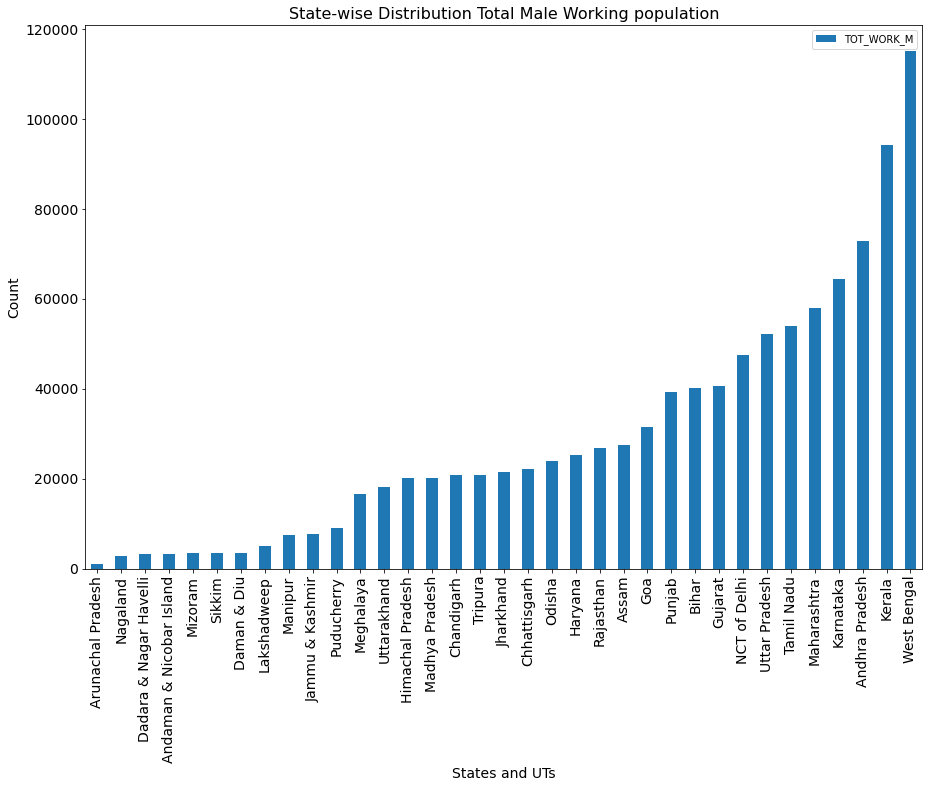 State-wise Distribution Total Male Working population
TOT_WORK_M
120000
100000
80000
60000
40000
20000
0
Count
Arunachal Pradesh
Nagaland
Dadara & Nagar Havelli
Andaman & Nicobar Island
Mizoram
Sikkim
Daman & Diu
Lakshadweep
Manipur
Jammu & Kashmir
Puducherry
Meghalaya
Uttarakhand
Himachal Pradesh
Madhya Pradesh
Chandigarh
Tripura
Jharkhand
Chhattisgarh
Odisha
Haryana
Rajasthan
Assam
Goa
Punjab
Bihar
Gujarat
NCT of Delhi
Uttar Pradesh
Tamil Nadu
Maharashtra
Karnataka
Andhra Pradesh
Kerala
West Bengal
States and UTs